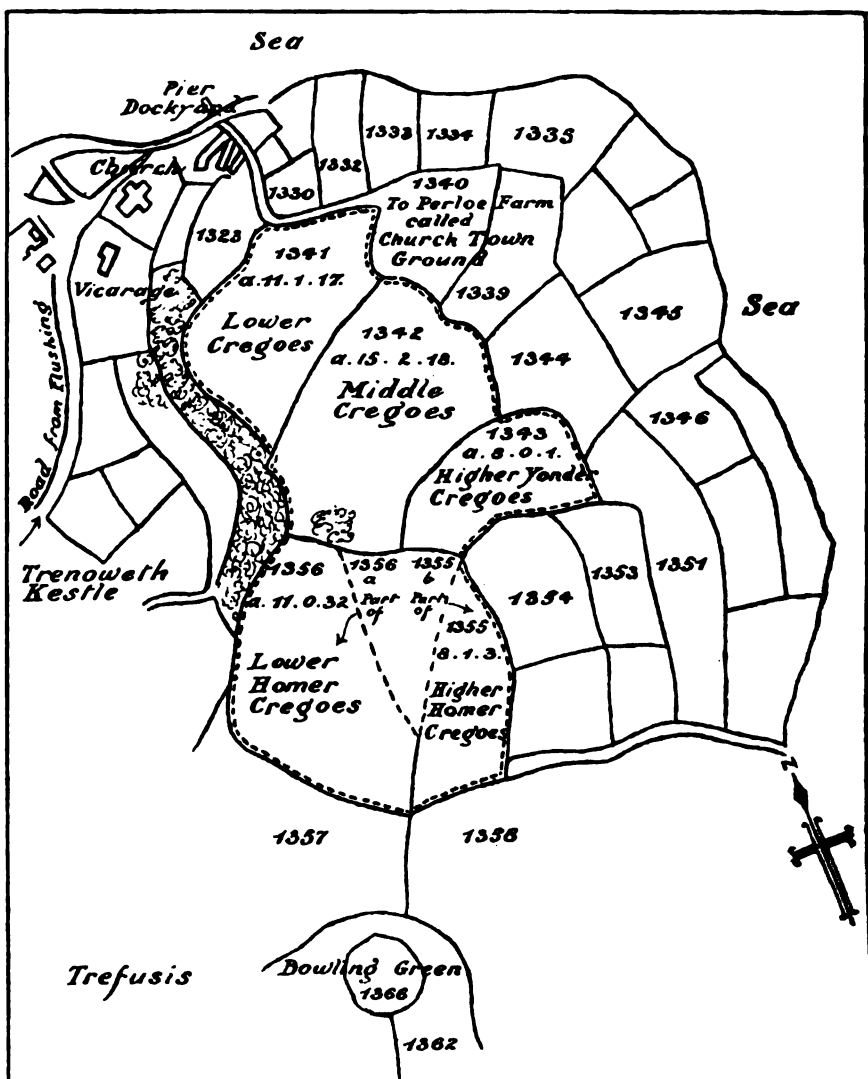 Sea
Pier
Dockyard
Church
1333
1334
1335
1332
1330
1340
To Perloe Farm
called
Church Town
Ground
1323
1341
a.11.1.17.
Vicarage
1339
Sea
1345
Lower
Cregoes
1342
a.15.2.18.
1344
Middle
Cregoes
1346
Road from Flushing
1343
a.8.0.1.
Higher Yonder
Cregoes
Trenoweth
Kestle
1356
1356
a
1355
b
1353
1351
a.11.0.32
Part
of
Part
of
1354
1355
8.1.3.
Lower
Homer
Cregoes
Higher
Homer
Cregoes
N
1357
1358
Trefusis
Bowling Green
1366
1362